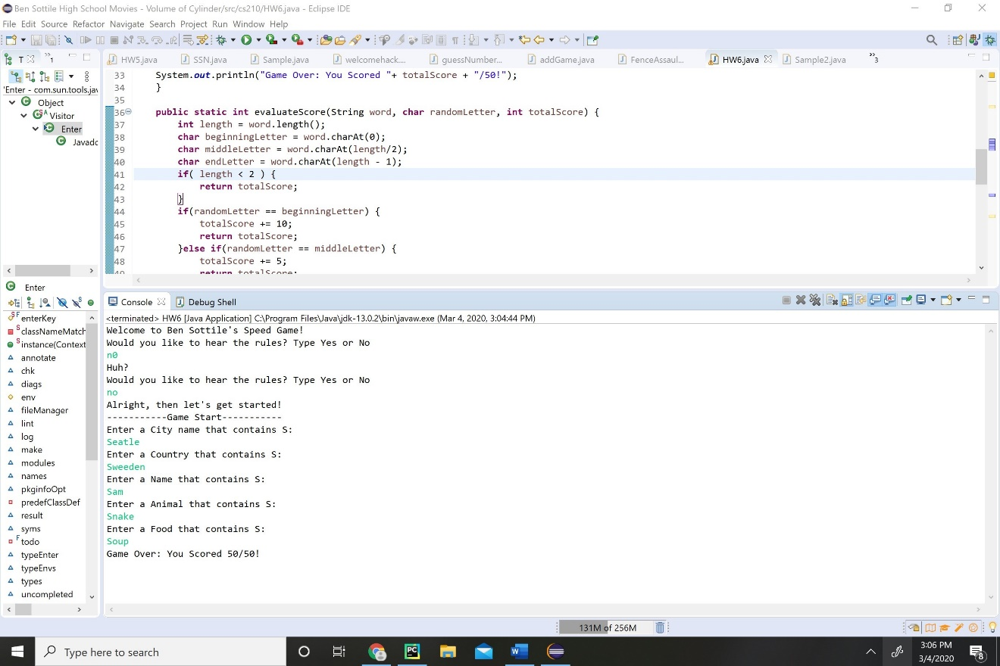 Ben Sottile High School Movies - Volume of Cylinder/src/cs210/HW6.java - Eclipse IDE
File Edit Source Refactor Navigate Search Project Run Window Help
T
1
HW5.java
SSN.java
Sample.java
welcomehack....
guessNumber...
addGame.java
FenceAssaul...
HW6.java
Sample2.java
3
'Enter - com.sun.tools.jav
Object
Visitor
Enter
Javadc
33 System.out.println("Game Over: You Scored "+ totalScore + "/50!");
34 }
35
36 public static int evaluateScore(String word, char randomLetter, int totalScore) {
37 int length = word.length();
38 char beginningLetter = word.charAt(0);
39 char middleLetter = word.charAt(length/2);
40 char endLetter = word.charAt(length - 1);
41 if( length < 2 ) {
42 return totalScore;
43 }
44 if(randomLetter == beginningLetter) {
45 totalScore += 10;
46 return totalScore;
47 }else if(randomLetter == middleLetter) {
48 totalScore += 5;
49 return totalScore;
Enter
enterKey
classNameMatch
instance(Context
annotate
chk
diags
env
fileManager
lint
log
make
modules
names
pkginfoOpt
predefClassDef
result
syms
todo
typeEnter
typeEnvs
types
uncompleted
Console
Debug Shell
<terminated> HW6 [Java Application] C:\Program Files\Java\jdk-13.0.2\bin\javaw.exe (Mar 4, 2020, 3:04:44 PM)
Welcome to Ben Sottile's Speed Game!
Would you like to hear the rules? Type Yes or No
n0
Huh?
Would you like to hear the rules? Type Yes or No
no
Alright, then let's get started!
-----------Game Start-----------
Enter a City name that contains S:
Seatle
Enter a Country that contains S:
Sweeden
Enter a Name that contains S:
Sam
Enter a Animal that contains S:
Snake
Enter a Food that contains S:
Soup
Game Over: You Scored 50/50!
131M of 256M
Type here to search
3:06 PM
3/4/2020
8